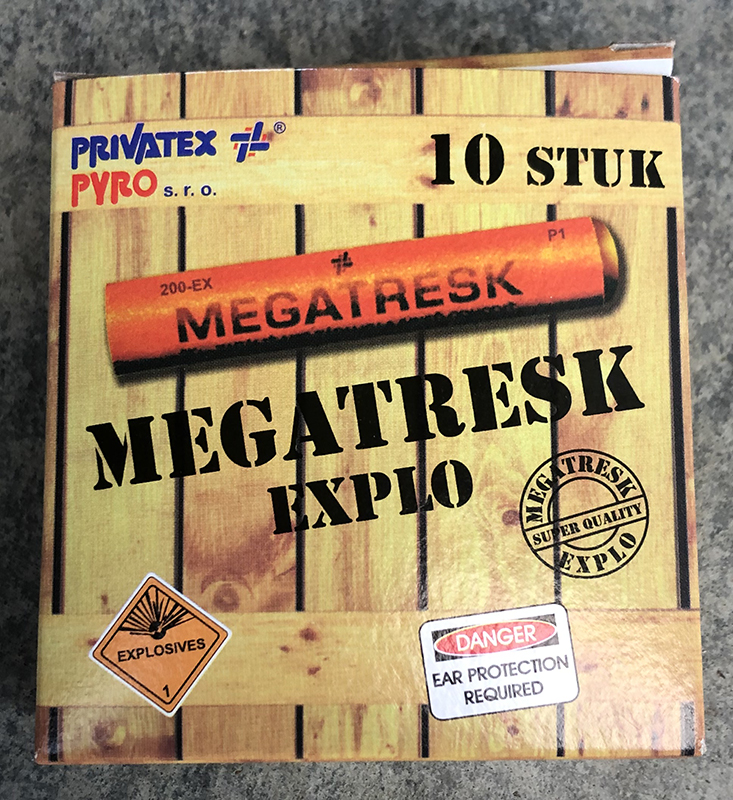 PRIVATEX ®
PYRO s. r. o.
10 STUK
200-EX
P1
MEGATRESK
MEGATRESK
EXPLO
MEGATRESK
SUPER QUALITY
EXPLO
EXPLOSIVES
1
DANGER
EAR PROTECTION
REQUIRED